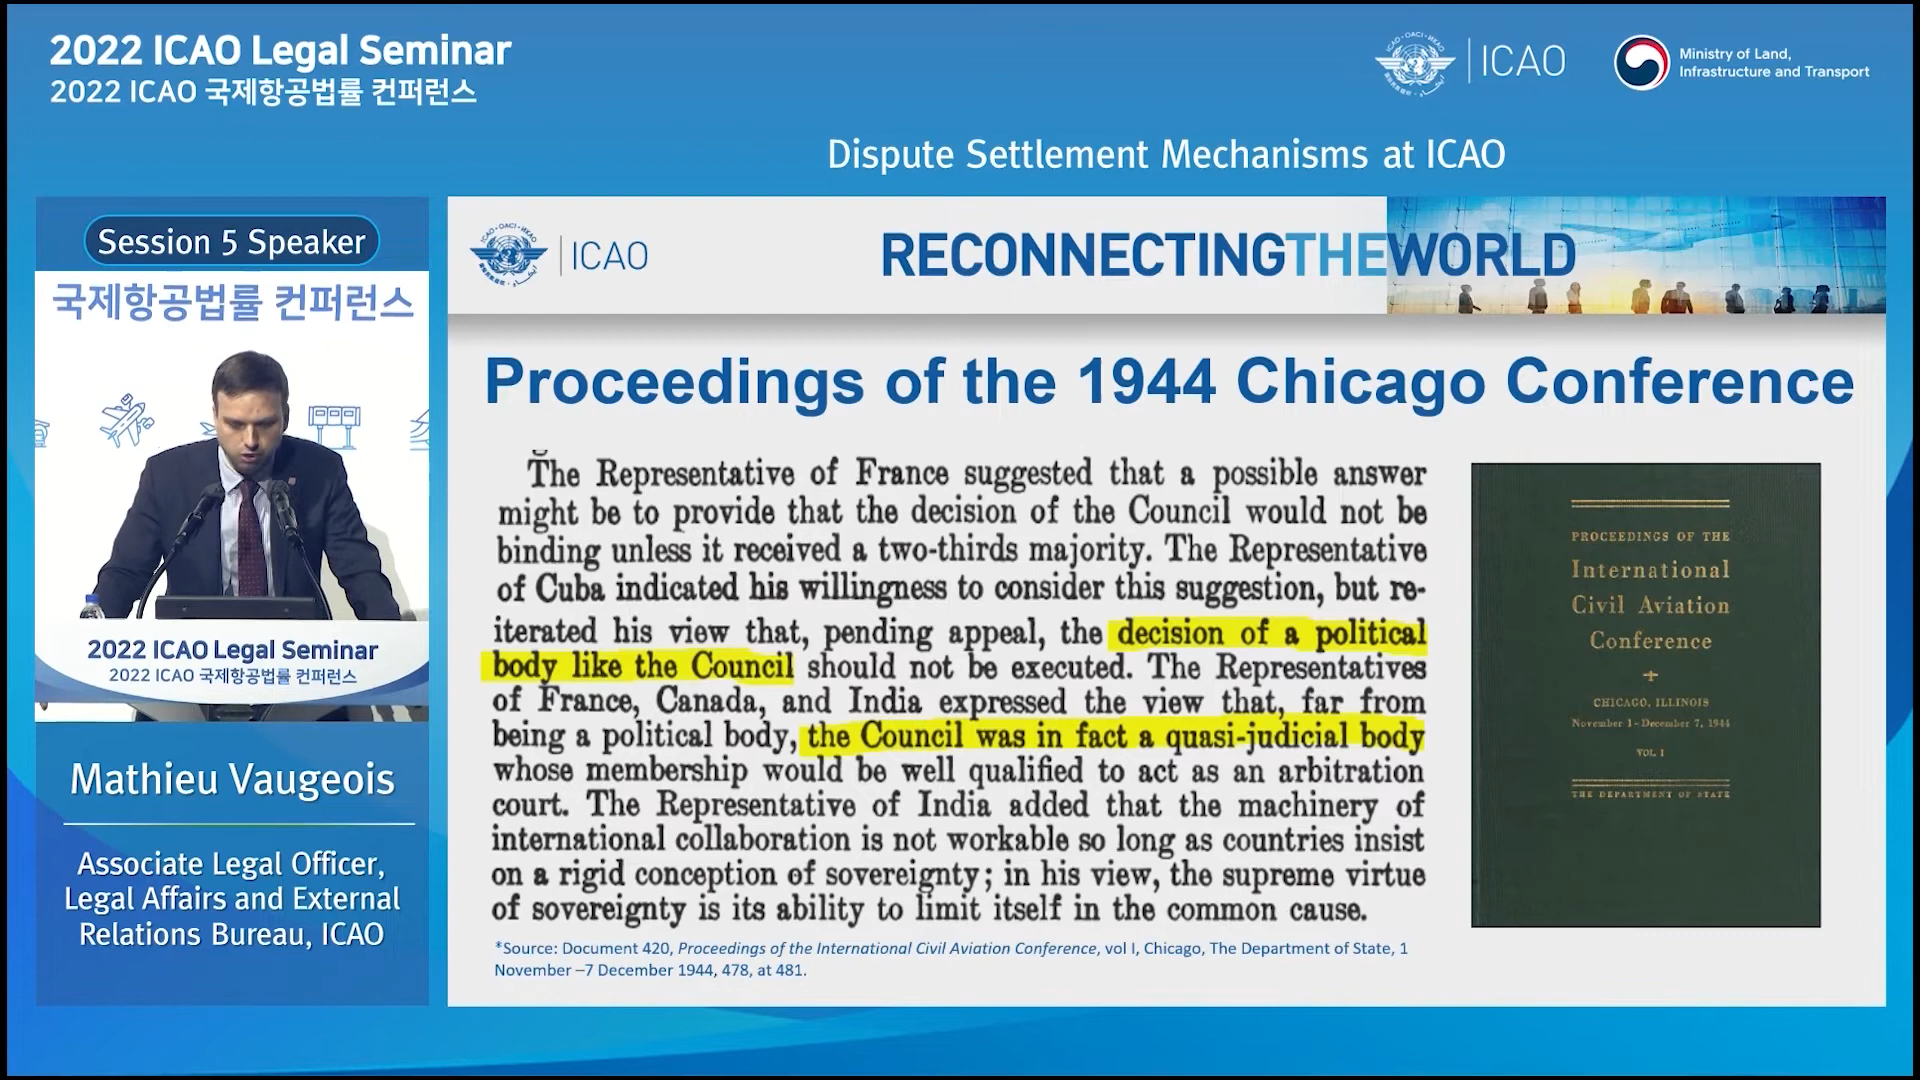 2022 ICAO Legal Seminar
2022 ICAO 국제항공법률 컨퍼런스
ICAO
Ministry of Land,
Infrastructure and Transport
Dispute Settlement Mechanisms at ICAO
Session 5 Speaker
국제항공법률 컨퍼런스
2022 ICAO Legal Seminar
2022 ICAO 국제항공법률 컨퍼런스
Mathieu Vaugeois
Associate Legal Officer,
Legal Affairs and External
Relations Bureau, ICAO
ICAO
RECONNECTINGTHEWORLD
Proceedings of the 1944 Chicago Conference
The Representative of France suggested that a possible answer
might be to provide that the decision of the Council would not be
binding unless it received a two-thirds majority. The Representative
of Cuba indicated his willingness to consider this suggestion, but re-
iterated his view that, pending appeal, the decision of a political
body like the Council should not be executed. The Representatives
of France, Canada, and India expressed the view that, far from
being a political body, the Council was in fact a quasi-judicial body
whose membership would be well qualified to act as an arbitration
court. The Representative of India added that the machinery of
international collaboration is not workable so long as countries insist
on a rigid conception of sovereignty; in his view, the supreme virtue
of sovereignty is its ability to limit itself in the common cause.
*Source: Document 420, Proceedings of the International Civil Aviation Conference, vol I, Chicago, The Department of State, 1
November –7 December 1944, 478, at 481.
PROCEEDINGS OF THE
International
Civil Aviation
Conference
CHICAGO, ILLINOIS
November 1 - December 7, 1944
VOL. I
THE DEPARTMENT OF STATE